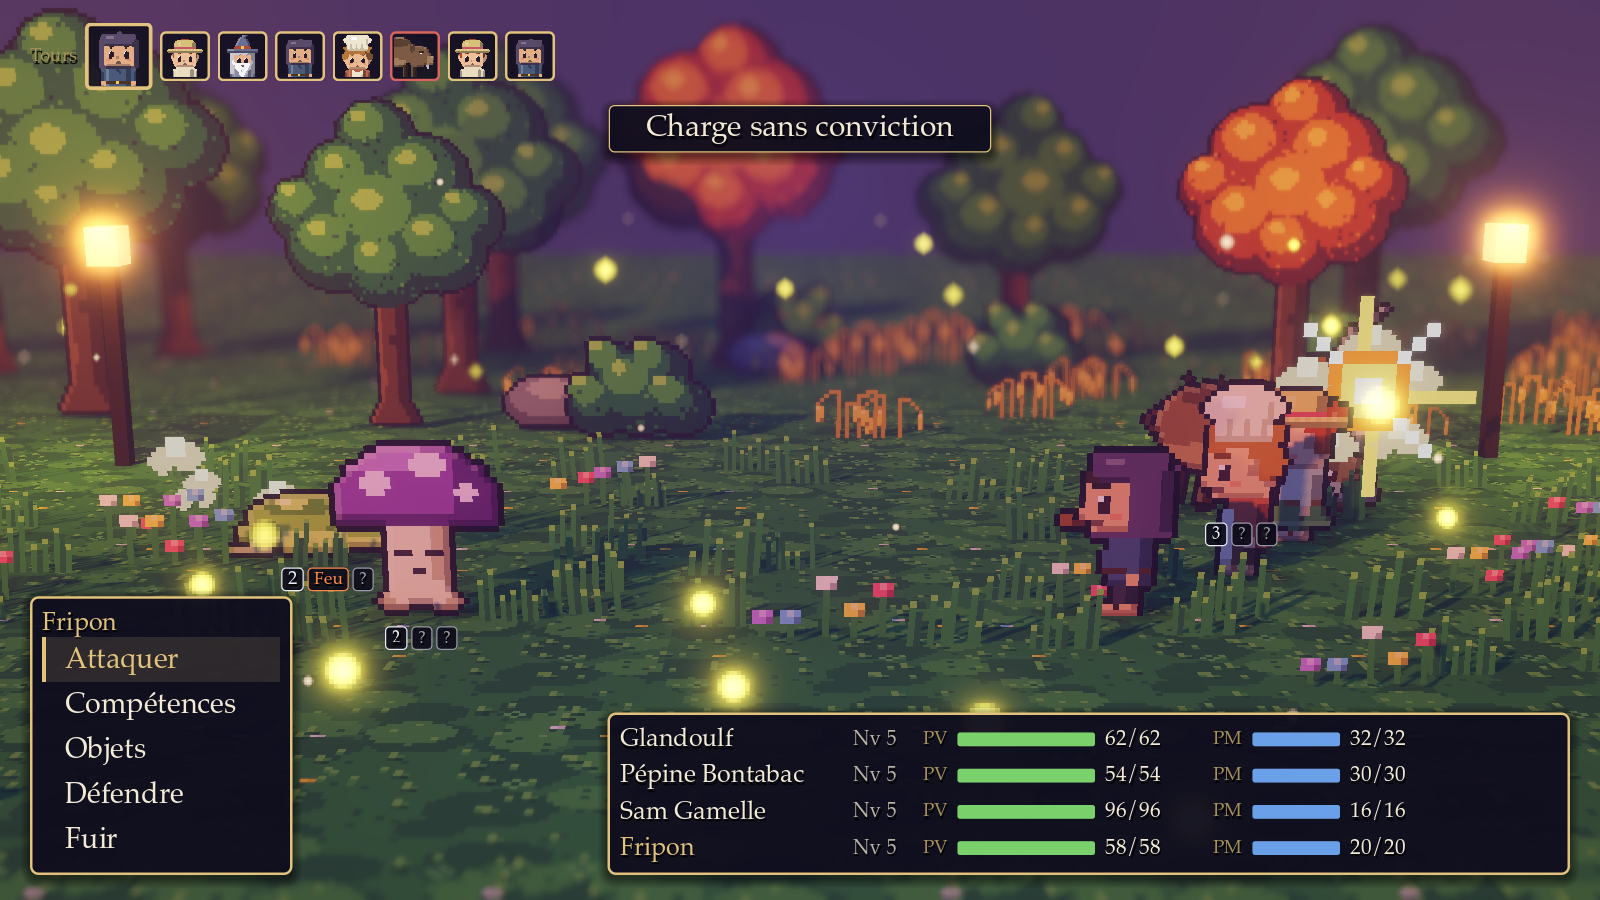 Tours
Charge sans conviction
2 Feu ?
2 ? ?
3 ? ?
Fripon
Attaquer
Compétences
Objets
Défendre
Fuir
Glandoulf Nv 5 PV 62/62 PM 32/32
Pépine Bontabac Nv 5 PV 54/54 PM 30/30
Sam Gamelle Nv 5 PV 96/96 PM 16/16
Fripon Nv 5 PV 58/58 PM 20/20